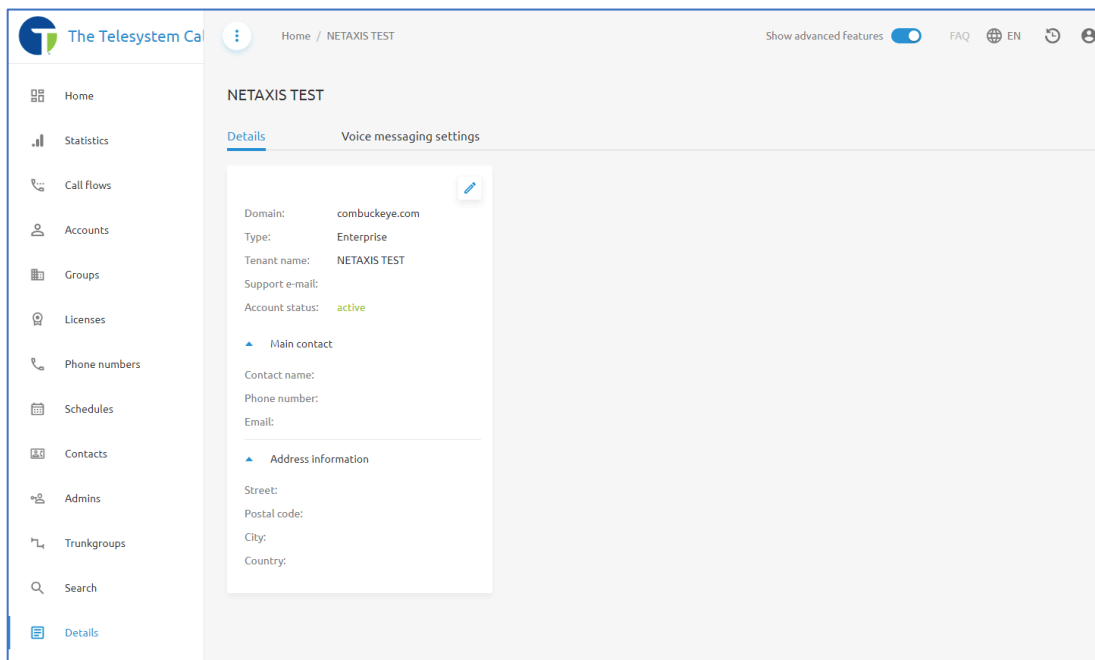 The Telesystem Cal
Home / NETAXIS TEST
Show advanced features
FAQ
EN
Home
Statistics
Call flows
Accounts
Groups
Licenses
Phone numbers
Schedules
Contacts
Admins
Trunkgroups
Search
Details
NETAXIS TEST
Details Voice messaging settings
Domain: combuckeye.com
Type: Enterprise
Tenant name: NETAXIS TEST
Support e-mail:
Account status: active
Main contact
Contact name:
Phone number:
Email:
Address information
Street:
Postal code:
City:
Country: